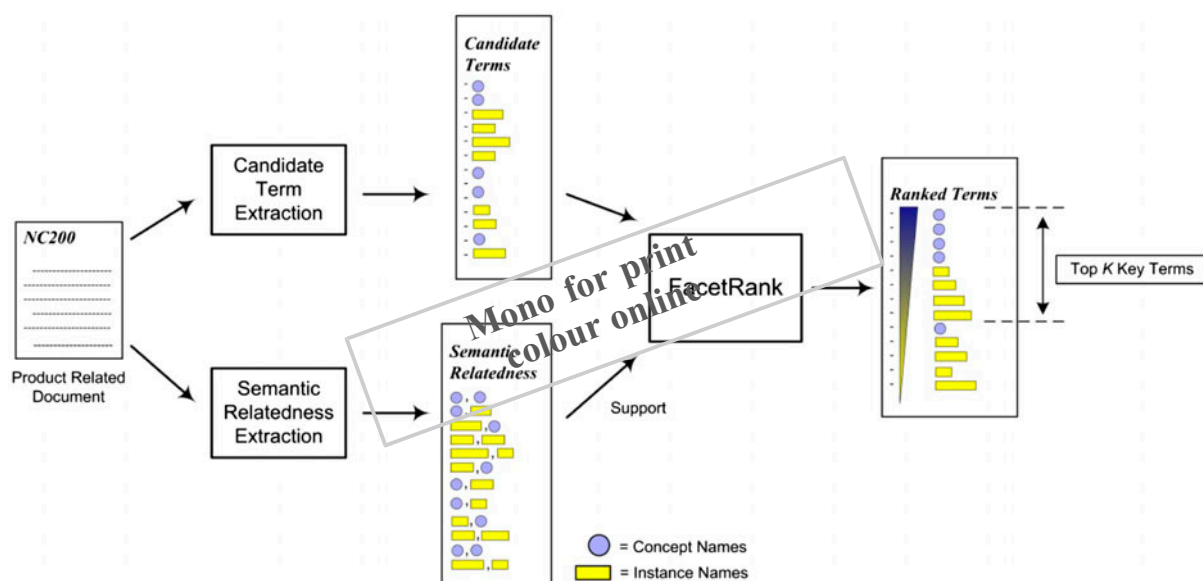 NC200
Product Related
Document
Candidate
Term
Extraction
Semantic
Relatedness
Extraction
Candidate
Terms
Semantic
Relatedness
Support
FacetRank
Ranked Terms
Top K Key Terms
= Concept Names
= Instance Names
Mono for print
colour online